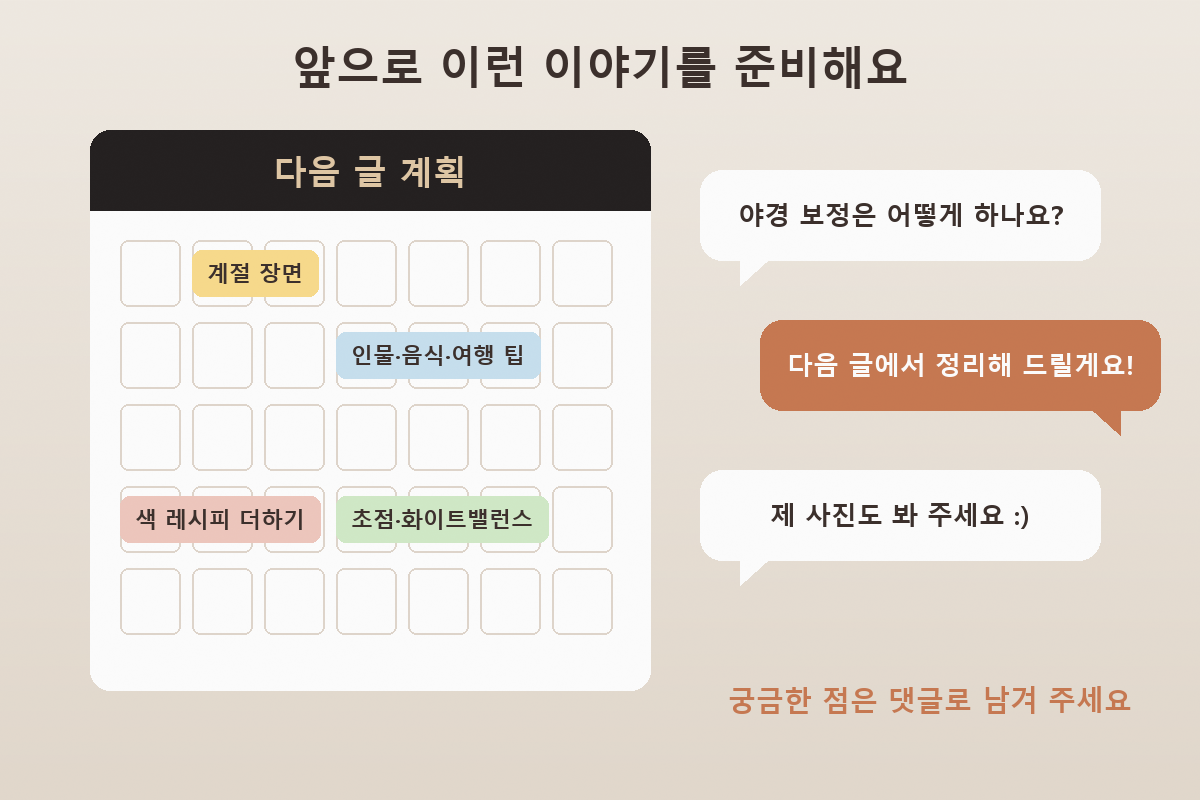 앞으로 이런 이야기를 준비해요
다음 글 계획
계절 장면
인물·음식·여행 팁
색 레시피 더하기
초점·화이트밸런스
야경 보정은 어떻게 하나요?
다음 글에서 정리해 드릴게요!
제 사진도 봐 주세요 :)
궁금한 점은 댓글로 남겨 주세요